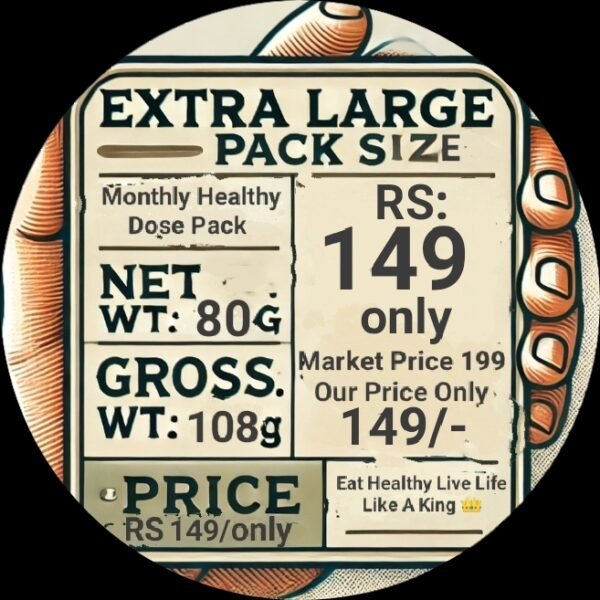 EXTRA LARGE
PACK SIZE
Monthly Healthy
Dose Pack
NET
WT: 80G
GROSS.
WT: 108g
RS:
149
only
Market Price 199
Our Price Only
149/-
PRICE
RS 149/only
Eat Healthy Live Life
Like A King 👑